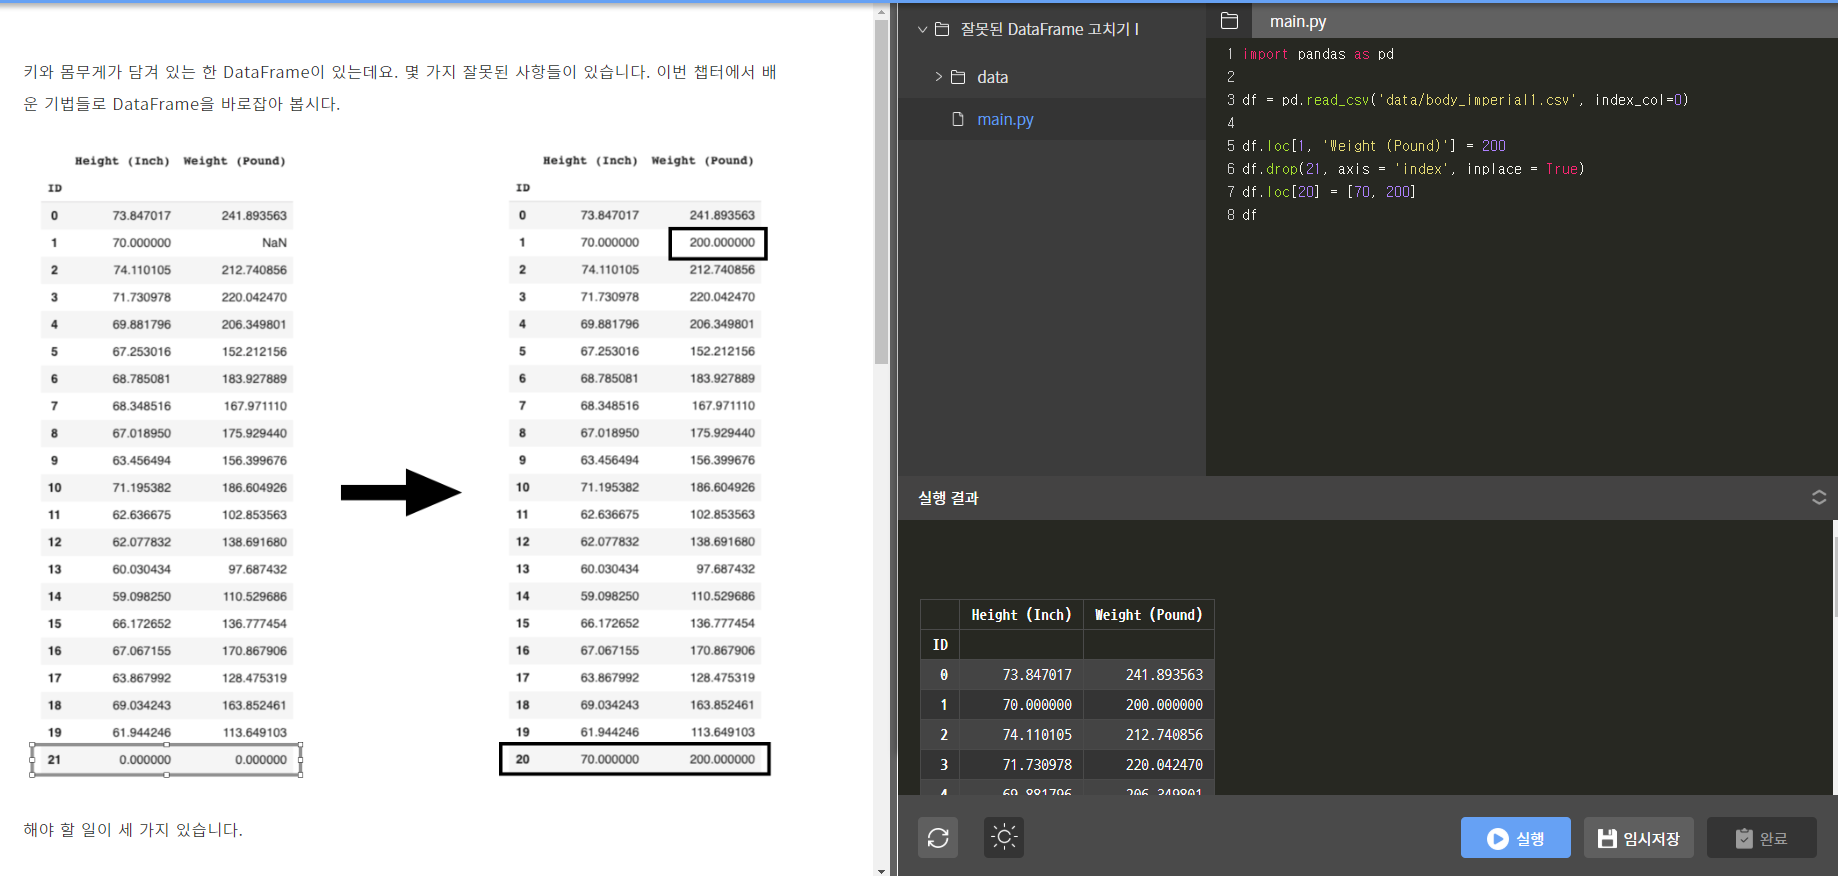 키와 몸무게가 담겨 있는 한 DataFrame이 있는데요. 몇 가지 잘못된 사항들이 있습니다. 이번 챕터에서 배
운 기법들로 DataFrame을 바로잡아 봅시다.
Height (Inch) Weight (Pound)
ID
0 73.847017 241.893563
1 70.000000 NaN
2 74.110105 212.740856
3 71.730978 220.042470
4 69.881796 206.349801
5 67.253016 152.212156
6 68.785081 183.927889
7 68.348516 167.971110
8 67.018950 175.929440
9 63.456494 156.399676
10 71.195382 186.604926
11 62.636675 102.853563
12 62.077832 138.691680
13 60.030434 97.687432
14 59.098250 110.529686
15 66.172652 136.777454
16 67.067155 170.867906
17 63.867992 128.475319
18 69.034243 163.852461
19 61.944246 113.649103
21 0.000000 0.000000
Height (Inch) Weight (Pound)
ID
0 73.847017 241.893563
1 70.000000 200.000000
2 74.110105 212.740856
3 71.730978 220.042470
4 69.881796 206.349801
5 67.253016 152.212156
6 68.785081 183.927889
7 68.348516 167.971110
8 67.018950 175.929440
9 63.456494 156.399676
10 71.195382 186.604926
11 62.636675 102.853563
12 62.077832 138.691680
13 60.030434 97.687432
14 59.098250 110.529686
15 66.172652 136.777454
16 67.067155 170.867906
17 63.867992 128.475319
18 69.034243 163.852461
19 61.944246 113.649103
20 70.000000 200.000000
해야 할 일이 세 가지 있습니다.
잘못된 DataFrame 고치기 I
data
main.py
main.py
1 import pandas as pd
2
3 df = pd.read_csv('data/body_imperial1.csv', index_col=0)
4
5 df.loc[1, 'Weight (Pound)'] = 200
6 df.drop(21, axis = 'index', inplace = True)
7 df.loc[20] = [70, 200]
8 df
실행 결과
Height (Inch) Weight (Pound)
ID
0 73.847017 241.893563
1 70.000000 200.000000
2 74.110105 212.740856
3 71.730978 220.042470
4 69.881796 206.349801
실행 임시저장 완료